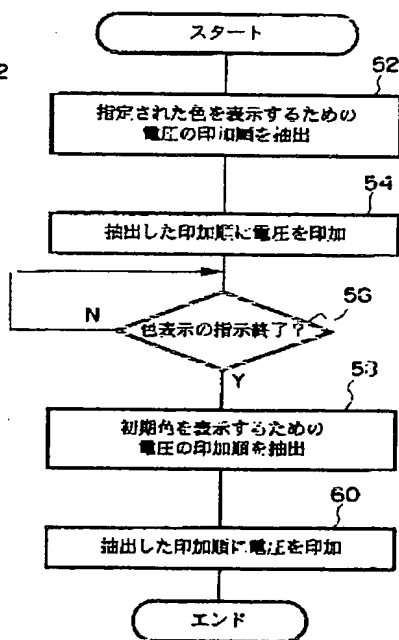 スタート
2
52
指定された色を表示するための
電圧の印加順を抽出
54
抽出した印加順に電圧を印加
56
色表示の指示終了？
N
Y
58
初期色を表示するための
電圧の印加順を抽出
60
抽出した印加順に電圧を印加
エンド